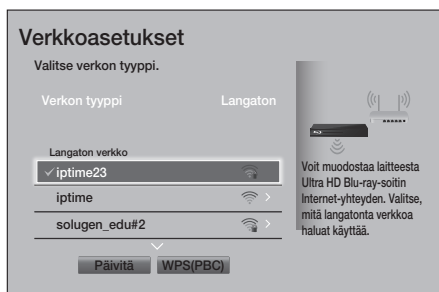 Verkkoasetukset
Valitse verkon tyyppi.
Verkon tyyppi Langaton
Langaton verkko
iptime23
iptime
solugen_edu#2
Päivitä WPS(PBC)
Voit muodostaa laitteesta
Ultra HD Blu-ray-soitin
Internet-yhteyden. Valitse,
mitä langatonta verkkoa
haluat käyttää.